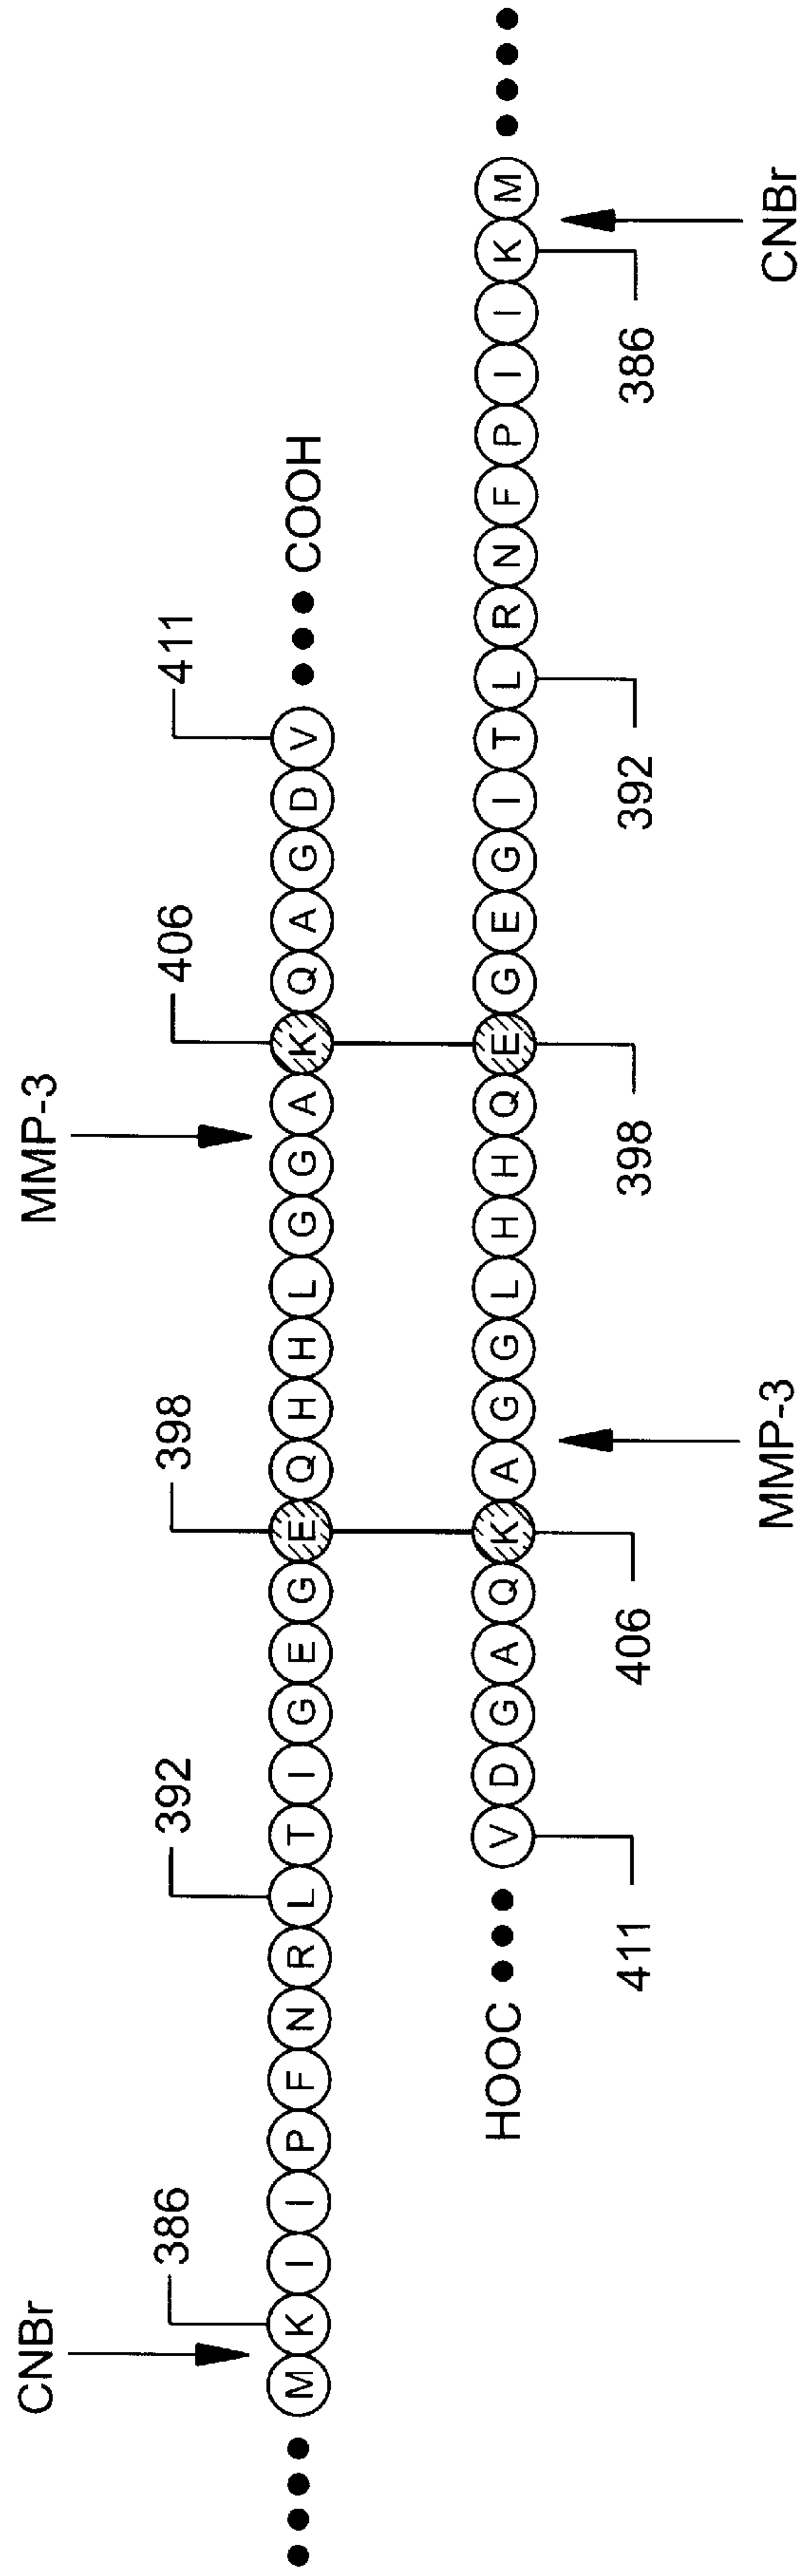 CNBr MMP-3
386 392 398 406 411
•••• M K I I P F N R L T I G E G E Q H H L G G A K Q A G D V ••• COOH
HOOC ••• V D G A Q K A G G L H H Q E G E G I T L R N F P I I K M ••••
411 406 398 392 386
MMP-3 CNBr